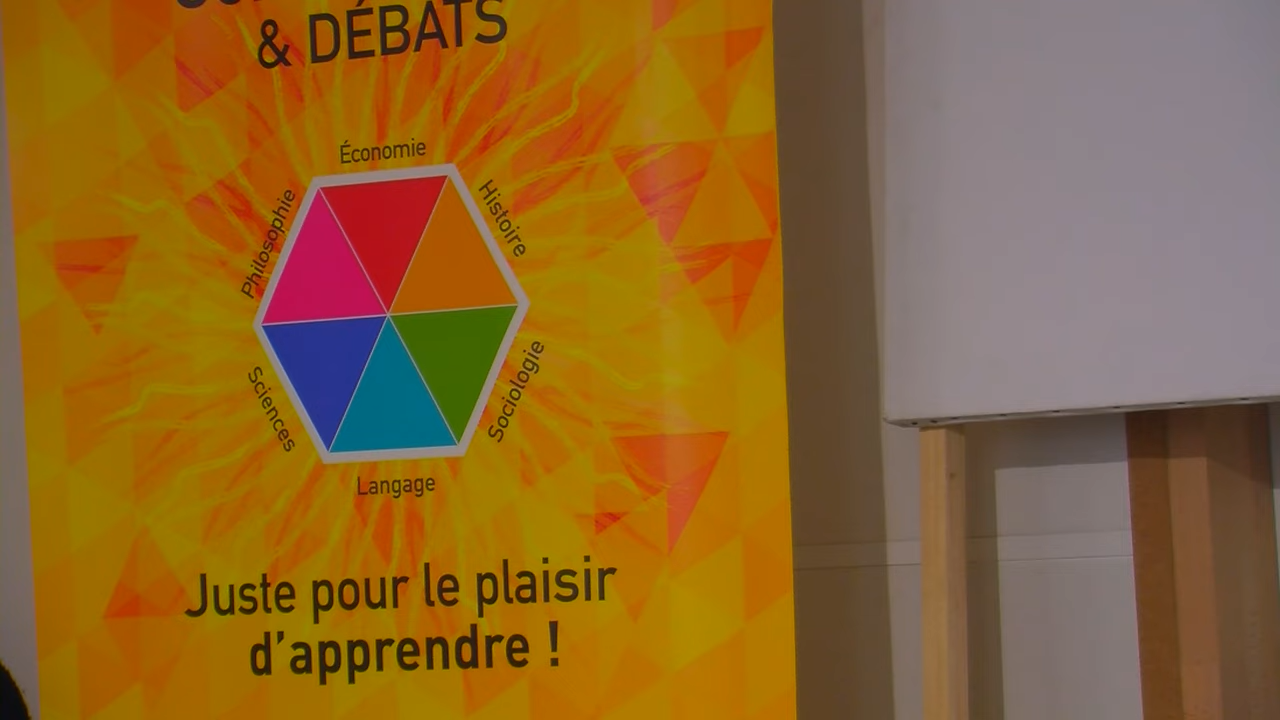 & DÉBATS
Économie
Histoire
Philosophie
Sciences
Sociologie
Langage
Juste pour le plaisir
d'apprendre !